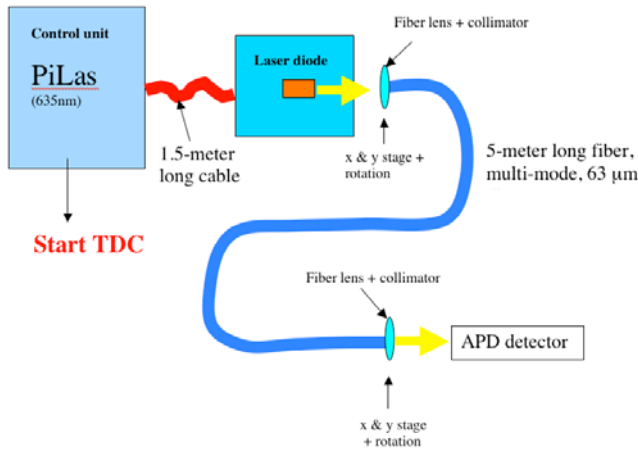 Control unit
PiLas
(635nm)
Laser diode
Fiber lens + collimator
1.5-meter
long cable
x & y stage +
rotation
5-meter long fiber,
multi-mode, 63 μm
Start TDC
Fiber lens + collimator
APD detector
x & y stage
+ rotation